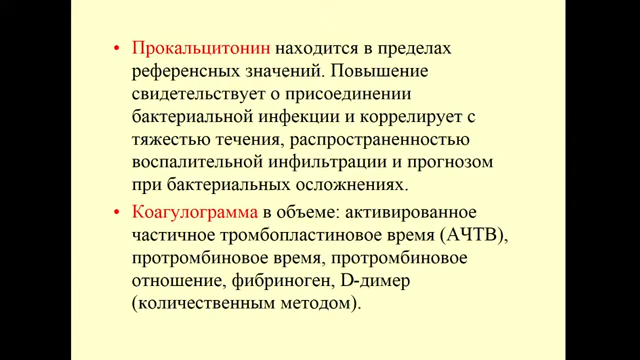 • Прокальцитонин находится в пределах
референсных значений. Повышение
свидетельствует о присоединении
бактериальной инфекции и коррелирует с
тяжестью течения, распространенностью
воспалительной инфильтрации и прогнозом
при бактериальных осложнениях.
• Коагулограмма в объеме: активированное
частичное тромбопластиновое время (АЧТВ),
протромбиновое время, протромбиновое
отношение, фибриноген, D-димер
(количественным методом).